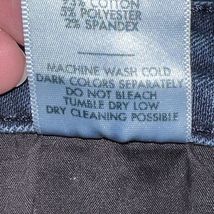 % COTTON
% POLYESTER
2% SPANDEX
MACHINE WASH COLD
DARK COLORS SEPARATELY
DO NOT BLEACH
TUMBLE DRY LOW
DRY CLEANING POSSIBLE